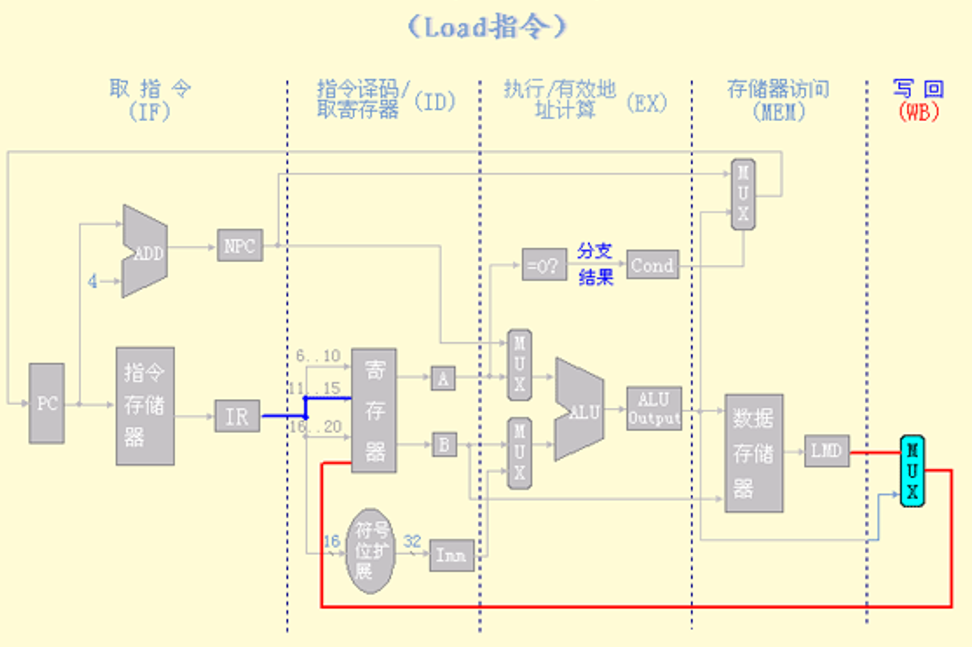 （Load指令）
取 指 令
(IF)
指令译码/
取寄存器
(ID)
执行/有效地
址计算
(EX)
存储器访问
(MEM)
写 回
(WB)
MUX
ADD
NPC
4
=0?
分支
结果
Cond
PC
指令
存储
器
IR
6..10
11..15
16..20
寄
存
器
A
B
MUX
MUX
ALU
ALU
Output
数据
存储
器
LMD
MUX
16
符号
位扩
展
32
Imm